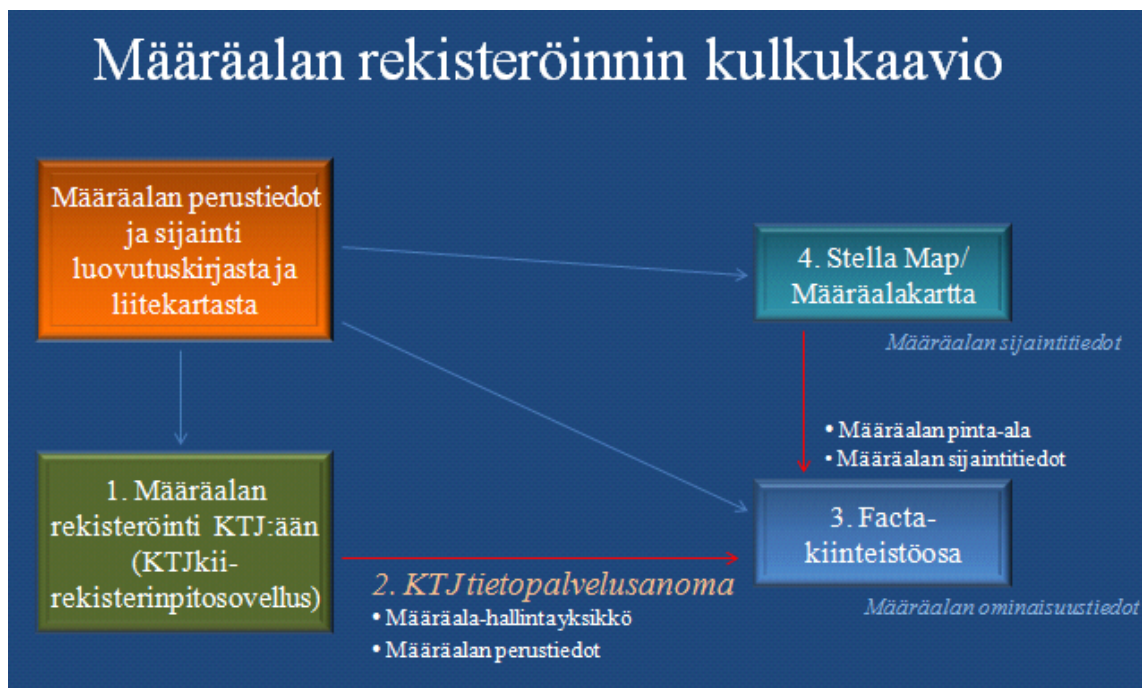 Määräalan rekisteröinnin kulkukaavio
Määräalan perustiedot
ja sijainti
luovutuskirjasta ja
liitekartasta
4. Stella Map/
Määräalakartta
Määräalan sijaintitiedot
• Määräalan pinta-ala
• Määräalan sijaintitiedot
1. Määräalan
rekisteröinti KTJ:ään
(KTJkii-
rekisterinpitosovellus)
2. KTJ tietopalvelusanoma
• Määräala-hallintayksikkö
• Määräalan perustiedot
3. Facta-
kiinteistöosa
Määräalan ominaisuustiedot